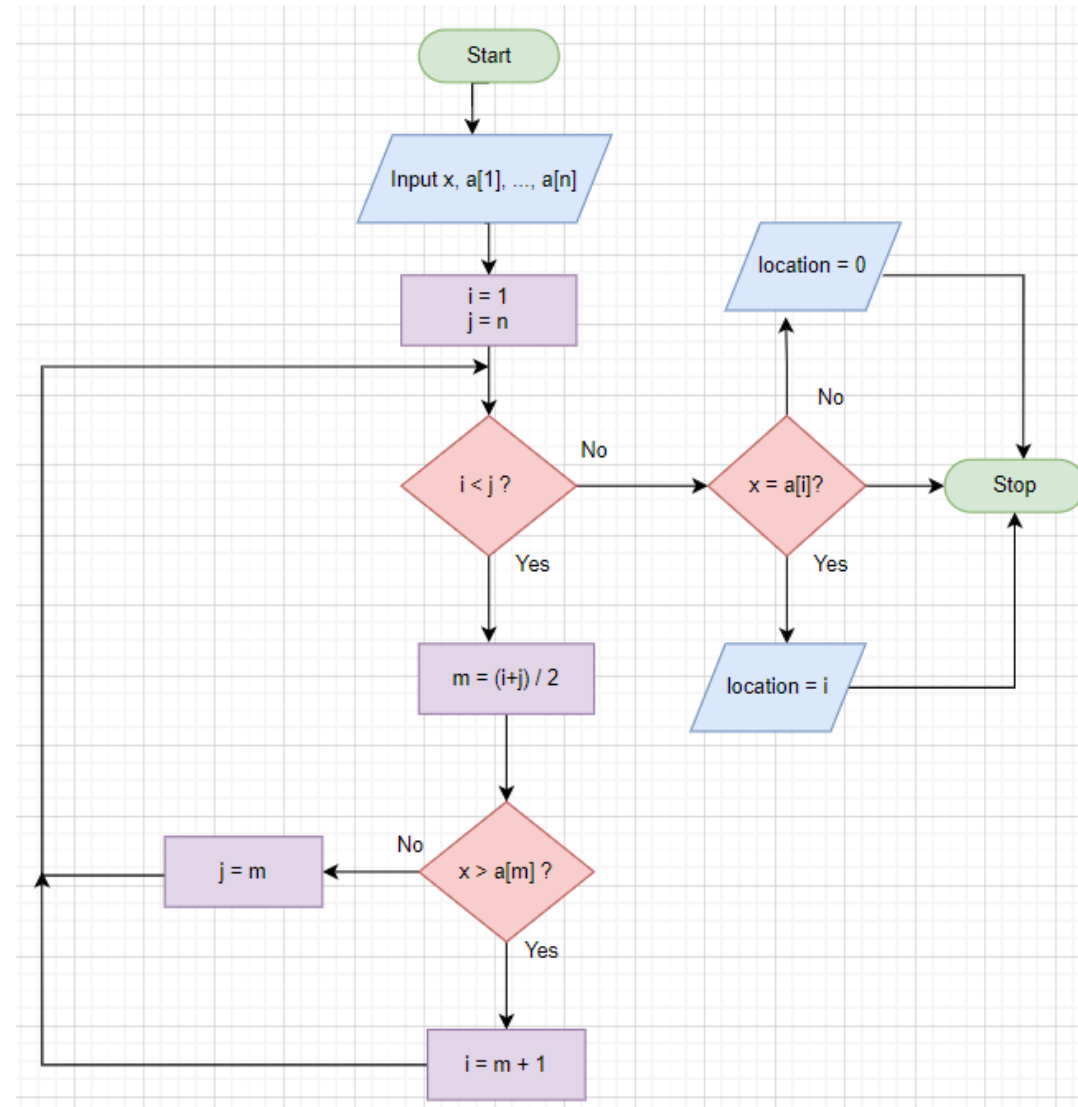 Start
Input x, a[1], ..., a[n]
i = 1
j = n
i < j ?
No
Yes
x = a[i]?
No
location = 0
Yes
location = i
Stop
m = (i+j) / 2
x > a[m] ?
No
j = m
Yes
i = m + 1